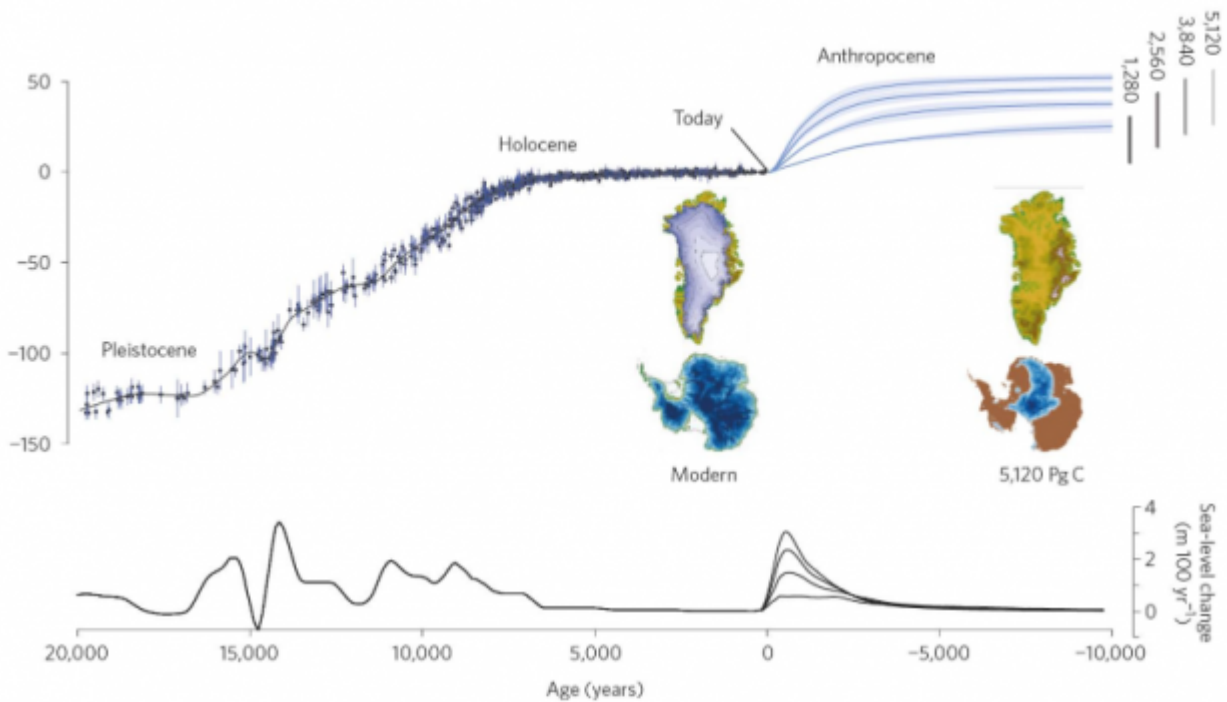 5,120
3,840
2,560
1,280
Anthropocene
50
Today
Holocene
0
−50
Pleistocene
−100
−150
Modern
5,120 Pg C
Sea-level change
(m 100 yr⁻¹)
4
2
0
20,000
15,000
10,000
5,000
0
−5,000
−10,000
Age (years)